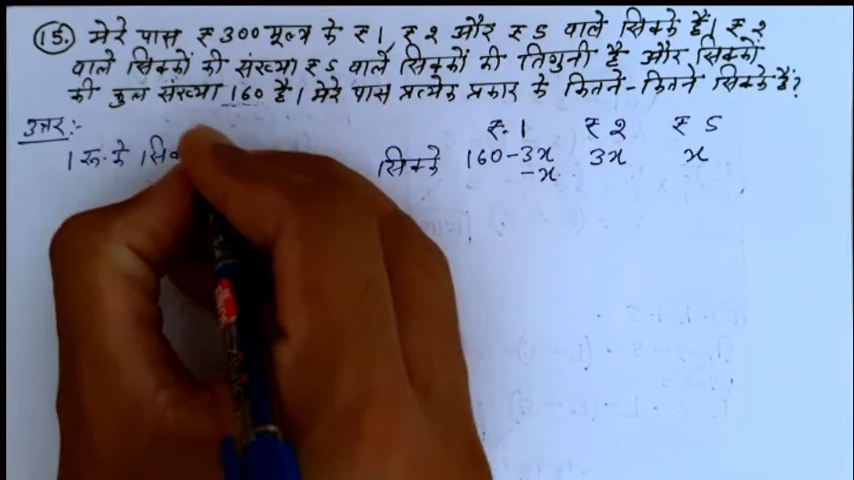 15. मेरे पास ₹ 300 मूल्य के ₹ 1, ₹ 2 और ₹ 5 वाले सिक्के हैं। ₹ 2
वाले सिक्कों की संख्या ₹ 5 वाले सिक्कों की तिगुनी है और सिक्कों
की कुल संख्या 160 है। मेरे पास प्रत्येक प्रकार के कितने-कितने सिक्के हैं?
उत्तर:-
₹. 1 ₹ 2 ₹ 5
1 रू. के
सिक्के 160-3x 3x x
-x